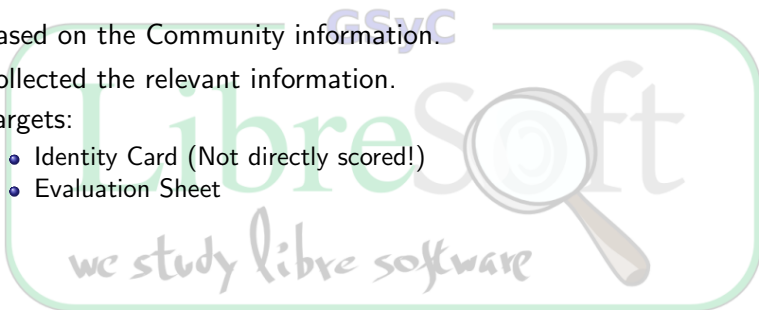 GSyC
ased on the Community information.
ollected the relevant information.
argets:
Identity Card (Not directly scored!)
Evaluation Sheet
LibreSoft
we study libre software